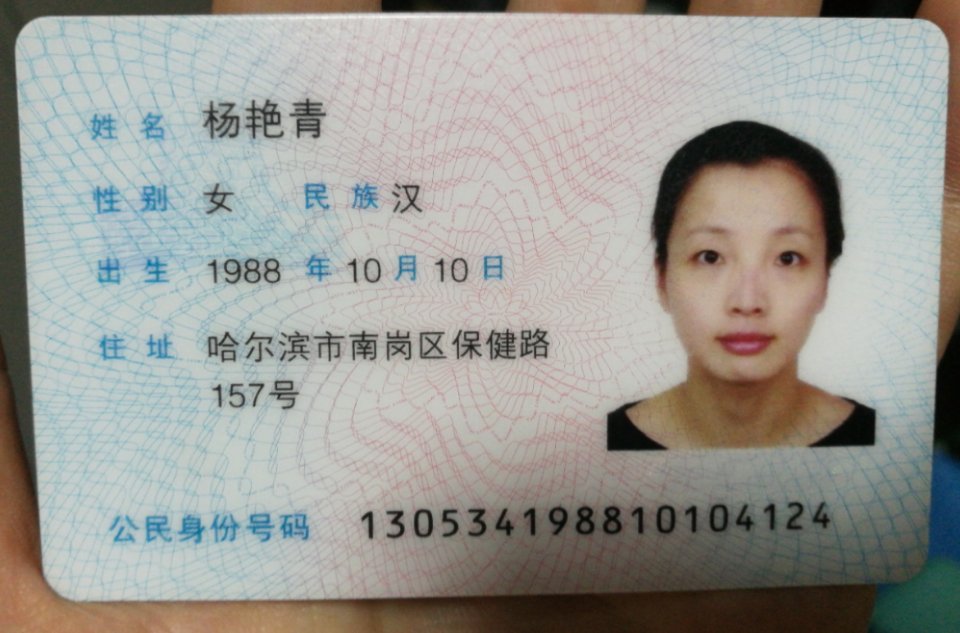 姓名 杨艳青
性别 女 民族 汉
出生 1988 年 10 月 10 日
住址 哈尔滨市南岗区保健路
157号
公民身份号码 130534198810104124